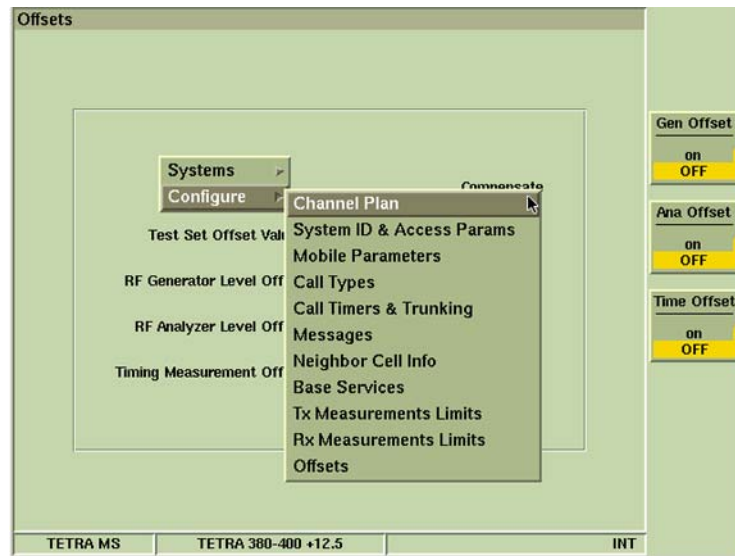 Offsets
Systems
Configure
Compensate
Channel Plan
System ID & Access Params
Mobile Parameters
Call Types
Call Timers & Trunking
Messages
Neighbor Cell Info
Base Services
Tx Measurements Limits
Rx Measurements Limits
Offsets
Test Set Offset Valu
RF Generator Level Off
RF Analyzer Level Off
Timing Measurement Off
Gen Offset
on
OFF
Ana Offset
on
OFF
Time Offset
on
OFF
TETRA MS
TETRA 380-400 +12.5
INT